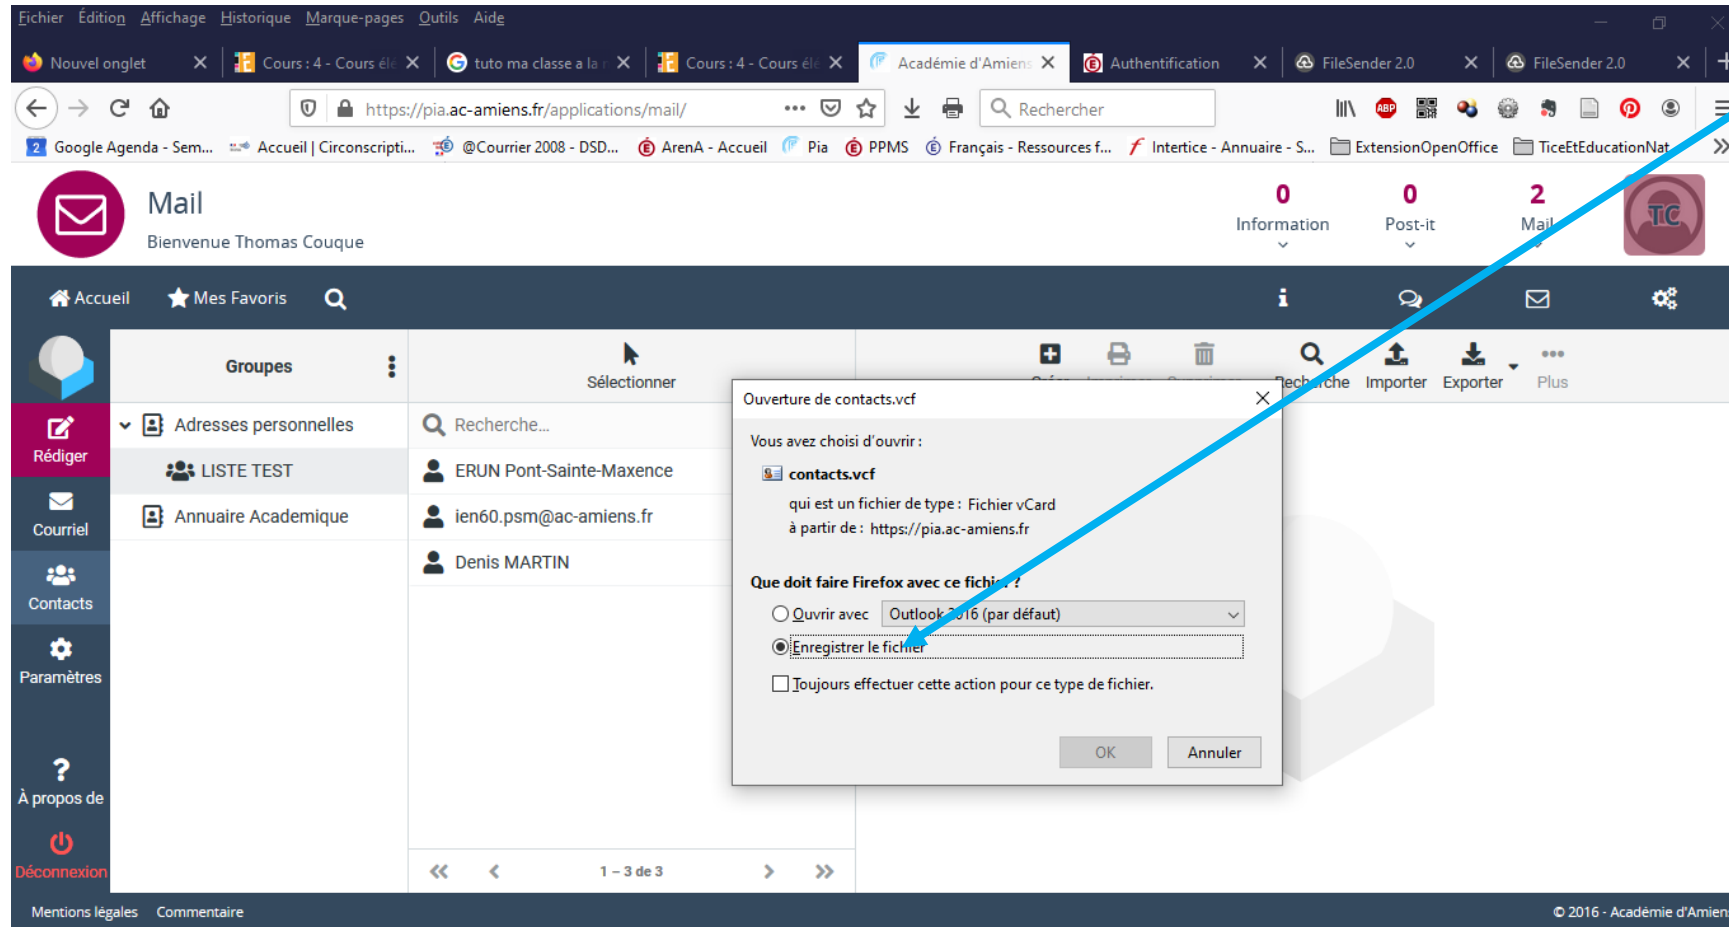 Fichier Édition Affichage Historique Marque-pages Outils Aide
Nouvel onglet
Cours : 4 - Cours élé
tuto ma classe a la
Cours : 4 - Cours élé
Académie d'Amiens
Authentification
FileSender 2.0
FileSender 2.0
https://pia.ac-amiens.fr/applications/mail/
Rechercher
ABP
2 Google Agenda - Sem...
Accueil | Circonscripti...
@Courrier 2008 - DSD...
ArenA - Accueil
Pia
PPMS
Français - Ressources f...
Intertice - Annuaire - S...
ExtensionOpenOffice
TiceEtEducationNat
Mail
Bienvenue Thomas Couque
0
Information
0
Post-it
2
Mail
TC
Accueil
Mes Favoris
Groupes
Sélectionner
Recherche
Importer
Exporter
Plus
Rédiger
Courriel
Contacts
Paramètres
À propos de
Déconnexion
Adresses personnelles
LISTE TEST
Annuaire Academique
Recherche...
ERUN Pont-Sainte-Maxence
ien60.psm@ac-amiens.fr
Denis MARTIN
1 – 3 de 3
Ouverture de contacts.vcf
Vous avez choisi d'ouvrir :
contacts.vcf
qui est un fichier de type : Fichier vCard
à partir de : https://pia.ac-amiens.fr
Que doit faire Firefox avec ce fichier ?
Ouvrir avec
Outlook 2016 (par défaut)
Enregistrer le fichier
Toujours effectuer cette action pour ce type de fichier.
OK
Annuler
Mentions légales
Commentaire
© 2016 - Académie d'Amiens